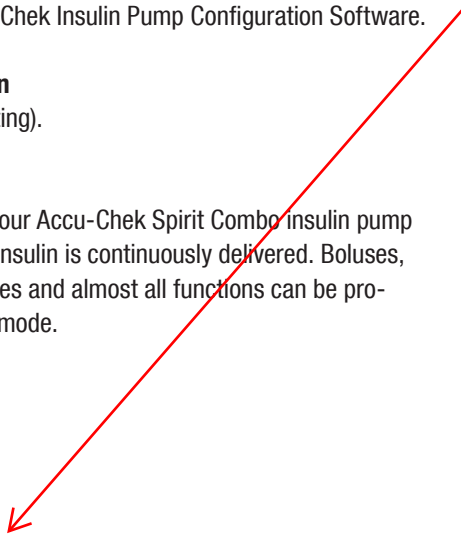 Chek Insulin Pump Configuration Software.
n
ing).
our Accu-Chek Spirit Combo insulin pump
nsulin is continuously delivered. Boluses,
es and almost all functions can be pro-
mode.